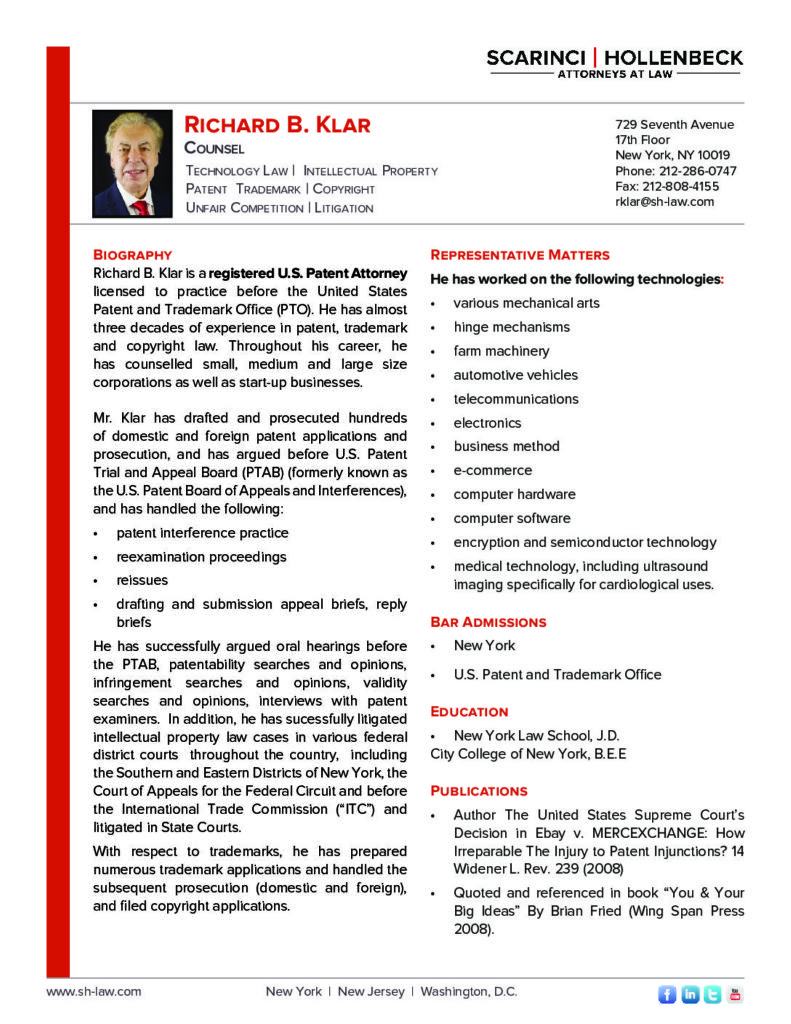 SCARINCI | HOLLENBECK
ATTORNEYS AT LAW
RICHARD B. KLAR
COUNSEL
TECHNOLOGY LAW | INTELLECTUAL PROPERTY
PATENT TRADEMARK | COPYRIGHT
UNFAIR COMPETITION | LITIGATION
729 Seventh Avenue
17th Floor
New York, NY 10019
Phone: 212-286-0747
Fax: 212-808-4155
rklar@sh-law.com
BIOGRAPHY
Richard B. Klar is a registered U.S. Patent Attorney
licensed to practice before the United States
Patent and Trademark Office (PTO). He has almost
three decades of experience in patent, trademark
and copyright law. Throughout his career, he
has counselled small, medium and large size
corporations as well as start-up businesses.
Mr. Klar has drafted and prosecuted hundreds
of domestic and foreign patent applications and
prosecution, and has argued before U.S. Patent
Trial and Appeal Board (PTAB) (formerly known as
the U.S. Patent Board of Appeals and Interferences),
and has handled the following:
• patent interference practice
• reexamination proceedings
• reissues
• drafting and submission appeal briefs, reply
briefs
He has successfully argued oral hearings before
the PTAB, patentability searches and opinions,
infringement searches and opinions, validity
searches and opinions, interviews with patent
examiners. In addition, he has sucessfully litigated
intellectual property law cases in various federal
district courts throughout the country, including
the Southern and Eastern Districts of New York, the
Court of Appeals for the Federal Circuit and before
the International Trade Commission (“ITC”) and
litigated in State Courts.
With respect to trademarks, he has prepared
numerous trademark applications and handled the
subsequent prosecution (domestic and foreign),
and filed copyright applications.
REPRESENTATIVE MATTERS
He has worked on the following technologies:
• various mechanical arts
• hinge mechanisms
• farm machinery
• automotive vehicles
• telecommunications
• electronics
• business method
• e-commerce
• computer hardware
• computer software
• encryption and semiconductor technology
• medical technology, including ultrasound
imaging specifically for cardiological uses.
BAR ADMISSIONS
• New York
• U.S. Patent and Trademark Office
EDUCATION
• New York Law School, J.D.
City College of New York, B.E.E
PUBLICATIONS
• Author The United States Supreme Court’s
Decision in Ebay v. MERCEXCHANGE: How
Irreparable The Injury to Patent Injunctions? 14
Widener L. Rev. 239 (2008)
• Quoted and referenced in book “You & Your
Big Ideas” By Brian Fried (Wing Span Press
2008).
www.sh-law.com
New York | New Jersey | Washington, D.C.
f in t You Tube